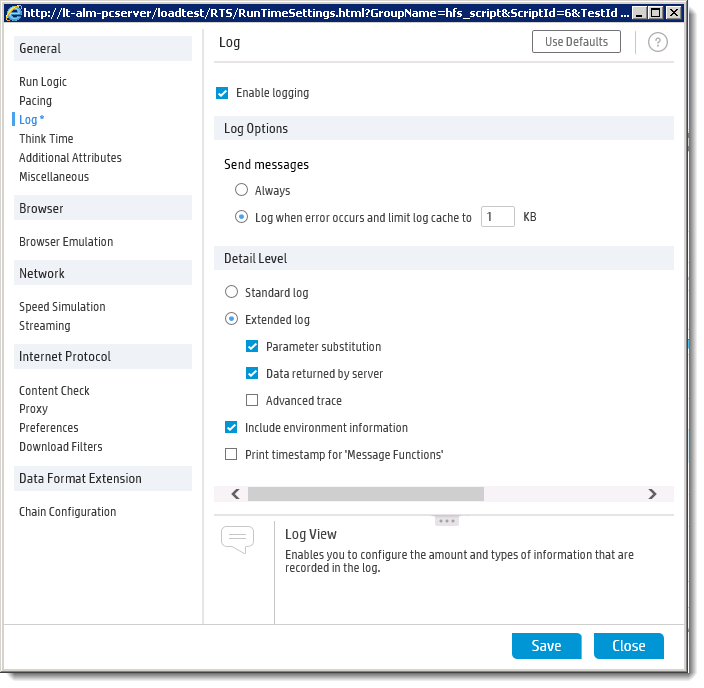 http://lt-alm-pcserver/loadtest/RTS/RunTimeSettings.html?GroupName=hfs_script&ScriptId=6&TestId ...
General
Run Logic
Pacing
Log *
Think Time
Additional Attributes
Miscellaneous
Browser
Browser Emulation
Network
Speed Simulation
Streaming
Internet Protocol
Content Check
Proxy
Preferences
Download Filters
Data Format Extension
Chain Configuration
Log
Use Defaults
?
Enable logging
Log Options
Send messages
Always
Log when error occurs and limit log cache to 1 KB
Detail Level
Standard log
Extended log
Parameter substitution
Data returned by server
Advanced trace
Include environment information
Print timestamp for 'Message Functions'
Log View
Enables you to configure the amount and types of information that are
recorded in the log.
Save
Close